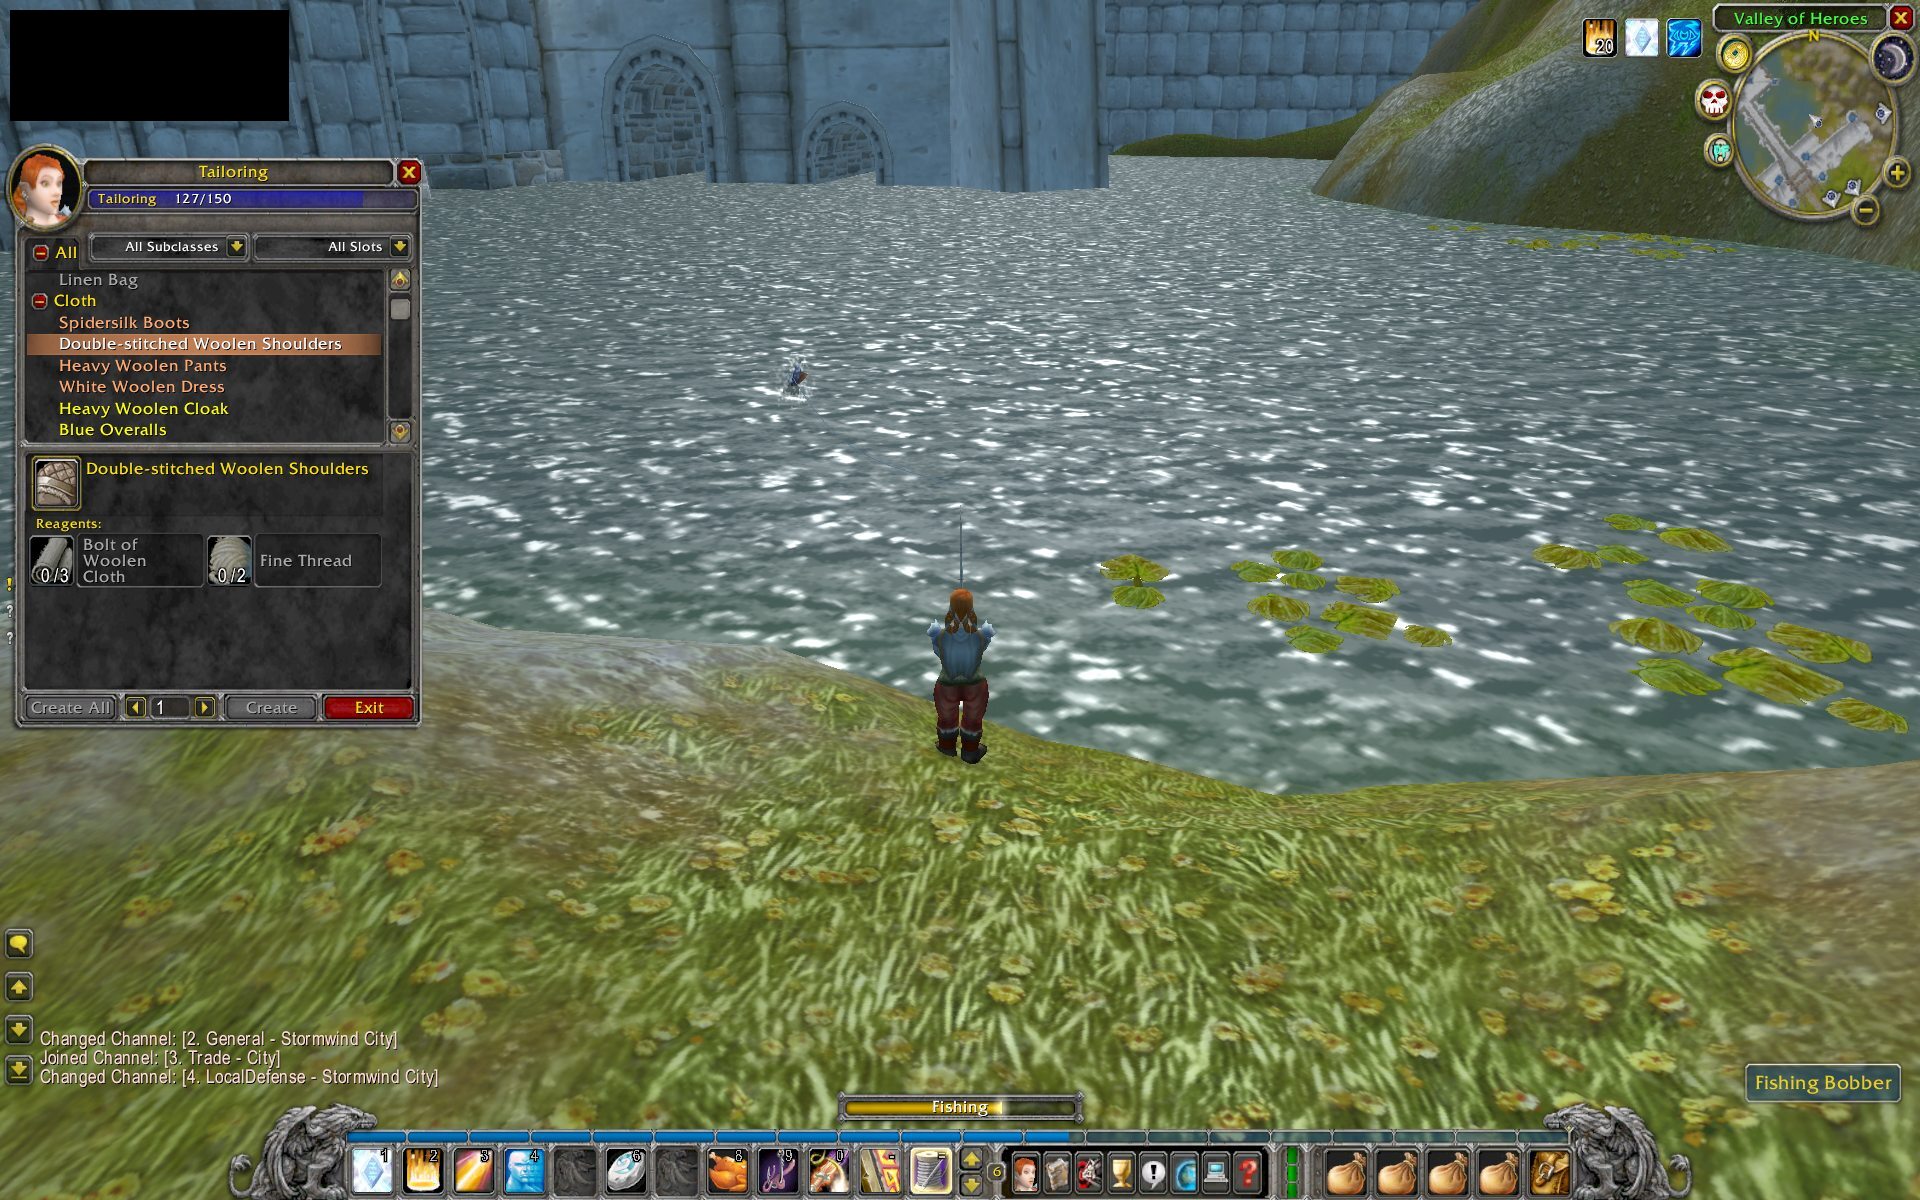 Valley of Heroes
N
20
Tailoring
Tailoring 127/150
All
All Subclasses
All Slots
Linen Bag
Cloth
Spidersilk Boots
Double-stitched Woolen Shoulders
Heavy Woolen Pants
White Woolen Dress
Heavy Woolen Cloak
Blue Overalls
Double-stitched Woolen Shoulders
Reagents:
Bolt of
Woolen
Cloth
0/3
Fine Thread
0/2
Create All
1
Create
Exit
Changed Channel: [2. General - Stormwind City]
Joined Channel: [3. Trade - City]
Changed Channel: [4. LocalDefense - Stormwind City]
Fishing Bobber
Fishing
1 2 3 4 6 8 9 0 - =
6